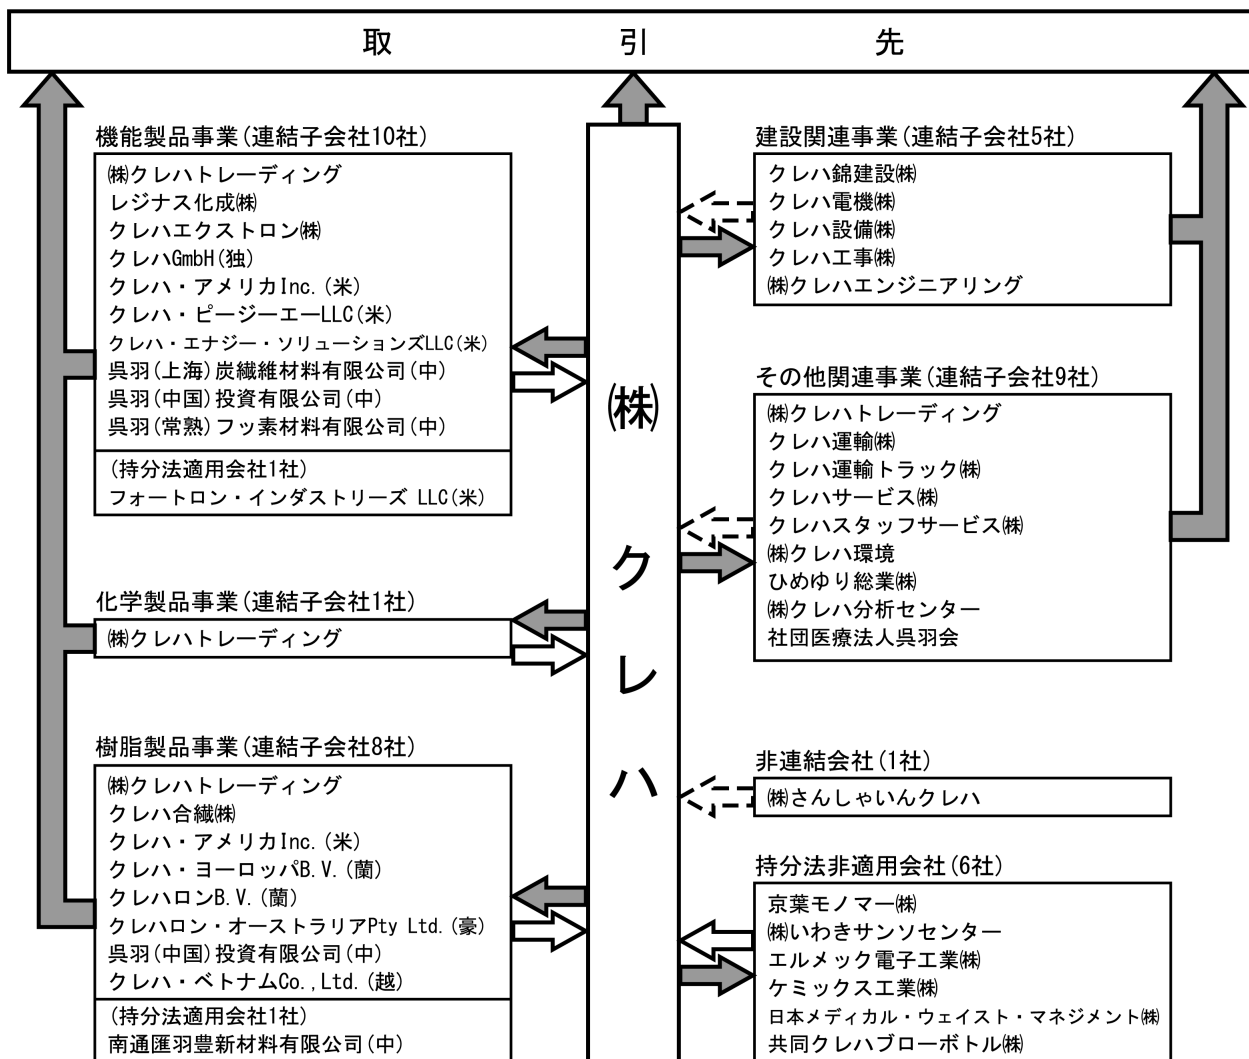 取引先
機能製品事業(連結子会社10社)
㈱クレハトレーディング
レジナス化成㈱
クレハエクストロン㈱
クレハGmbH(独)
クレハ・アメリカInc.(米)
クレハ・ピージーエーLLC(米)
クレハ・エナジー・ソリューションズLLC(米)
呉羽(上海)炭繊維材料有限公司(中)
呉羽(中国)投資有限公司(中)
呉羽(常熟)フッ素材料有限公司(中)
(持分法適用会社1社)
フォートロン・インダストリーズ LLC(米)
化学製品事業(連結子会社1社)
㈱クレハトレーディング
樹脂製品事業(連結子会社8社)
㈱クレハトレーディング
クレハ合繊㈱
クレハ・アメリカInc.(米)
クレハ・ヨーロッパB.V.(蘭)
クレハロンB.V.(蘭)
クレハロン・オーストラリアPty Ltd.(豪)
呉羽(中国)投資有限公司(中)
クレハ・ベトナムCo.,Ltd.(越)
(持分法適用会社1社)
南通匯羽豊新材料有限公司(中)
㈱クレハ
建設関連事業(連結子会社5社)
クレハ錦建設㈱
クレハ電機㈱
クレハ設備㈱
クレハ工事㈱
㈱クレハエンジニアリング
その他関連事業(連結子会社9社)
㈱クレハトレーディング
クレハ運輸㈱
クレハ運輸トラック㈱
クレハサービス㈱
クレハスタッフサービス㈱
㈱クレハ環境
ひめゆり総業㈱
㈱クレハ分析センター
社団医療法人呉羽会
非連結会社(1社)
㈱さんしゃいんクレハ
持分法非適用会社(6社)
京葉モノマー㈱
㈱いわきサンソセンター
エルメック電子工業㈱
ケミックス工業㈱
日本メディカル・ウェイスト・マネジメント㈱
共同クレハブローボトル㈱